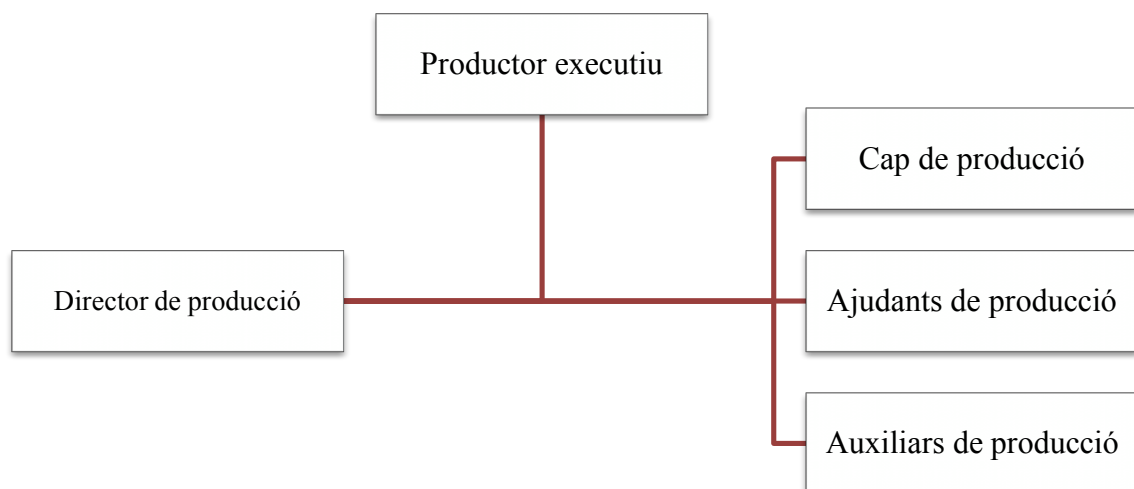 Productor executiu
Cap de producció
Director de producció
Ajudants de producció
Auxiliars de producció